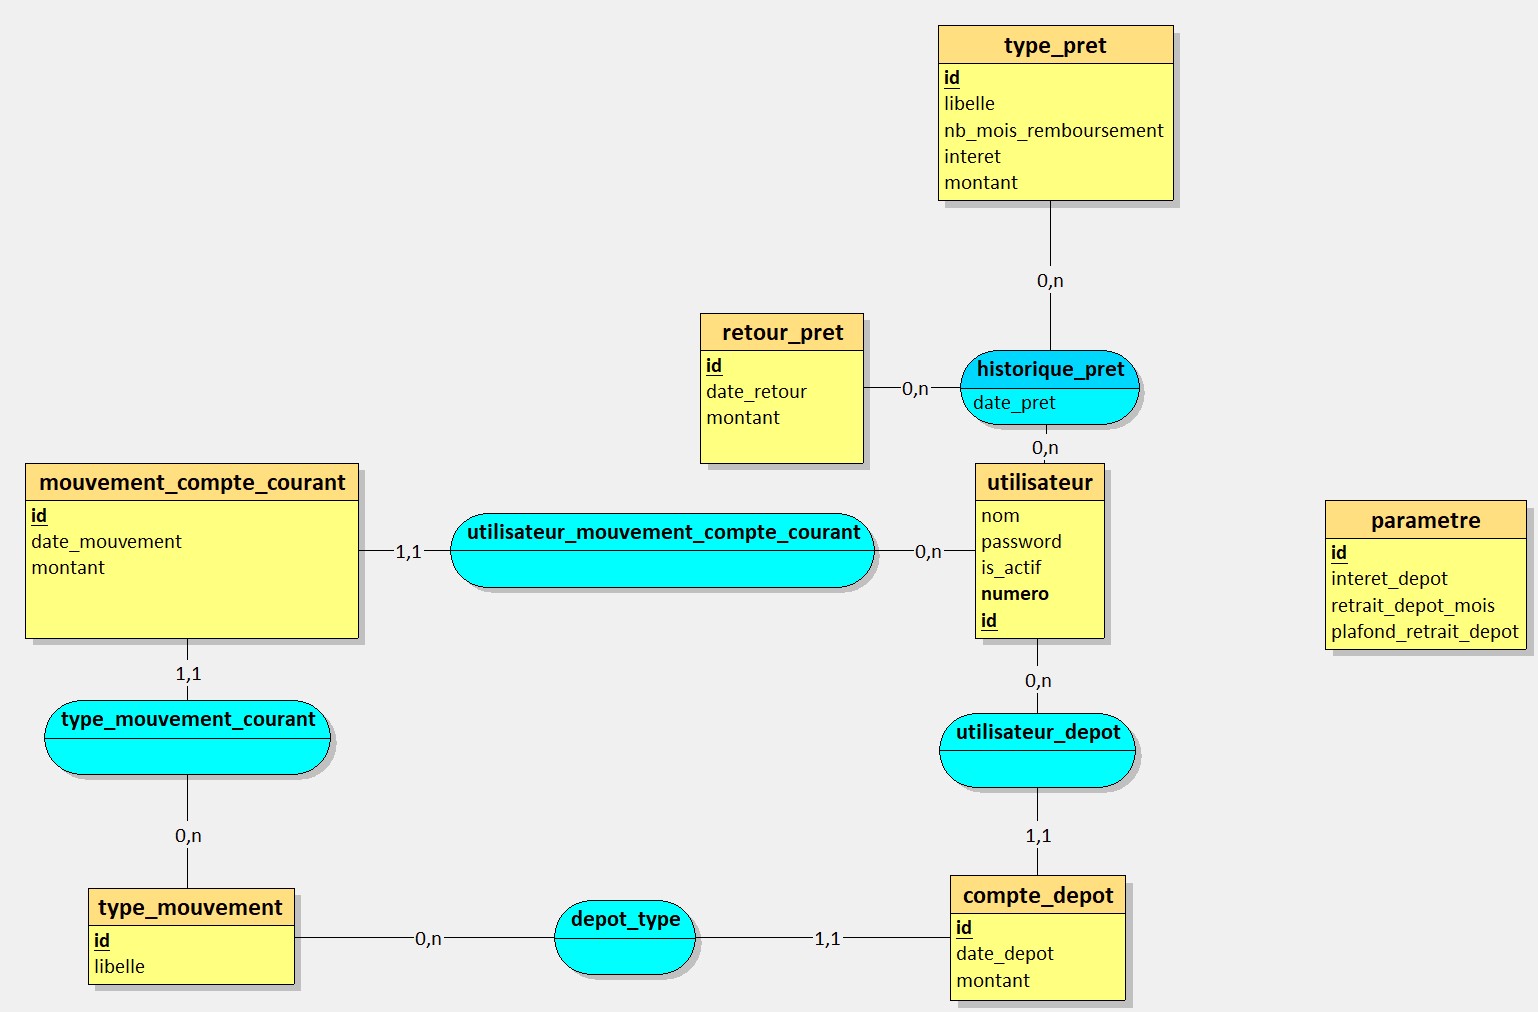 type_pret
id
libelle
nb_mois_remboursement
interet
montant
0,n
retour_pret
id
date_retour
montant
0,n
historique_pret
date_pret
0,n
mouvement_compte_courant
id
date_mouvement
montant
1,1
utilisateur_mouvement_compte_courant
0,n
utilisateur
nom
password
is_actif
numero
id
parametre
id
interet_depot
retrait_depot_mois
plafond_retrait_depot
1,1
type_mouvement_courant
0,n
0,n
utilisateur_depot
1,1
type_mouvement
id
libelle
0,n
depot_type
1,1
compte_depot
id
date_depot
montant